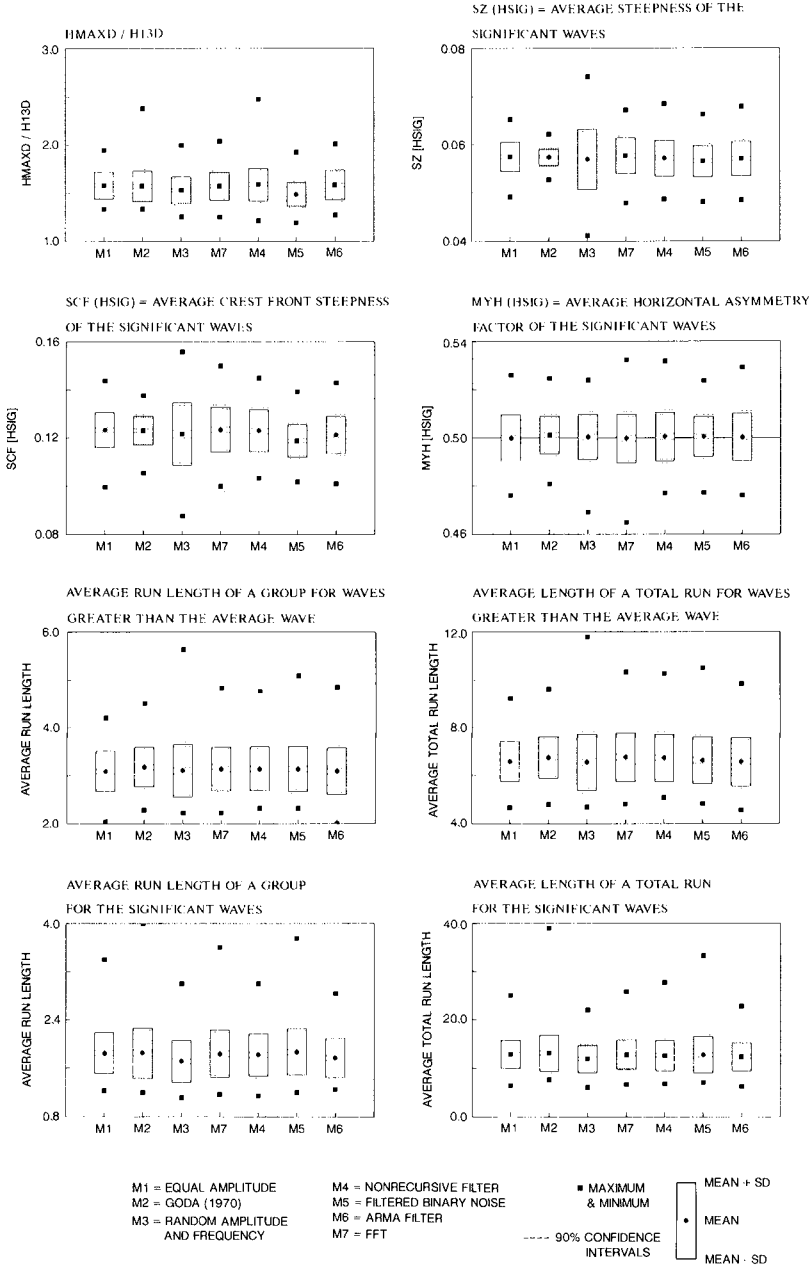 HMAXD / H13D
3.0
2.0
1.0
HMAXD / H13D
M1 M2 M3 M7 M4 M5 M6
SZ (HSIG) = AVERAGE STEEPNESS OF THE
SIGNIFICANT WAVES
0.08
0.06
0.04
SZ [HSIG]
M1 M2 M3 M7 M4 M5 M6
SCF (HSIG) = AVERAGE CREST FRONT STEEPNESS
OF THE SIGNIFICANT WAVES
0.16
0.12
0.08
SCF [HSIG]
M1 M2 M3 M7 M4 M5 M6
MYH (HSIG) = AVERAGE HORIZONTAL ASYMMETRY
FACTOR OF THE SIGNIFICANT WAVES
0.54
0.50
0.46
MYH [HSIG]
M1 M2 M3 M7 M4 M5 M6
AVERAGE RUN LENGTH OF A GROUP FOR WAVES
GREATER THAN THE AVERAGE WAVE
6.0
4.0
2.0
AVERAGE RUN LENGTH
M1 M2 M3 M7 M4 M5 M6
AVERAGE LENGTH OF A TOTAL RUN FOR WAVES
GREATER THAN THE AVERAGE WAVE
12.0
8.0
4.0
AVERAGE TOTAL RUN LENGTH
M1 M2 M3 M7 M4 M5 M6
AVERAGE RUN LENGTH OF A GROUP
FOR THE SIGNIFICANT WAVES
4.0
2.4
0.8
AVERAGE RUN LENGTH
M1 M2 M3 M7 M4 M5 M6
AVERAGE LENGTH OF A TOTAL RUN
FOR THE SIGNIFICANT WAVES
40.0
20.0
0.0
AVERAGE TOTAL RUN LENGTH
M1 M2 M3 M7 M4 M5 M6
M1 = EQUAL AMPLITUDE
M2 = GODA (1970)
M3 = RANDOM AMPLITUDE
AND FREQUENCY
M4 = NONRECURSIVE FILTER
M5 = FILTERED BINARY NOISE
M6 = ARMA FILTER
M7 = FFT
MAXIMUM
& MINIMUM
90% CONFIDENCE
INTERVALS
MEAN + SD
MEAN
MEAN - SD